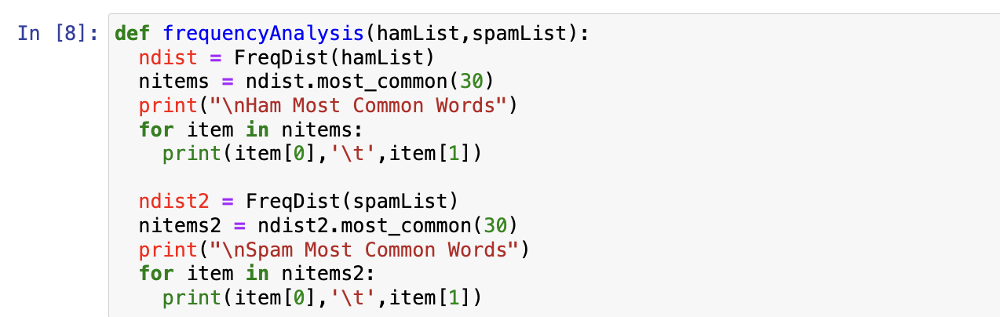 In [8]: def frequencyAnalysis(hamList,spamList):
  ndist = FreqDist(hamList)
  nitems = ndist.most_common(30)
  print("\nHam Most Common Words")
  for item in nitems:
    print(item[0],'\t',item[1])

  ndist2 = FreqDist(spamList)
  nitems2 = ndist2.most_common(30)
  print("\nSpam Most Common Words")
  for item in nitems2:
    print(item[0],'\t',item[1])